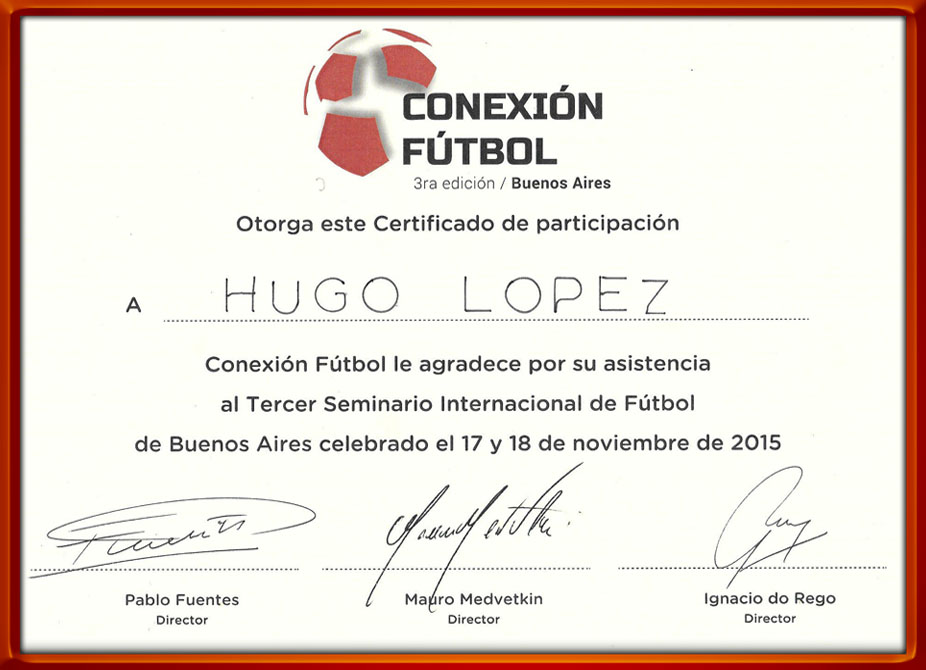 CONEXIÓN
FÚTBOL
3ra edición / Buenos Aires
Otorga este Certificado de participación
A HUGO LOPEZ
Conexión Fútbol le agradece por su asistencia
al Tercer Seminario Internacional de Fútbol
de Buenos Aires celebrado el 17 y 18 de noviembre de 2015
Pablo Fuentes
Director
Mauro Medvetkin
Director
Ignacio do Rego
Director